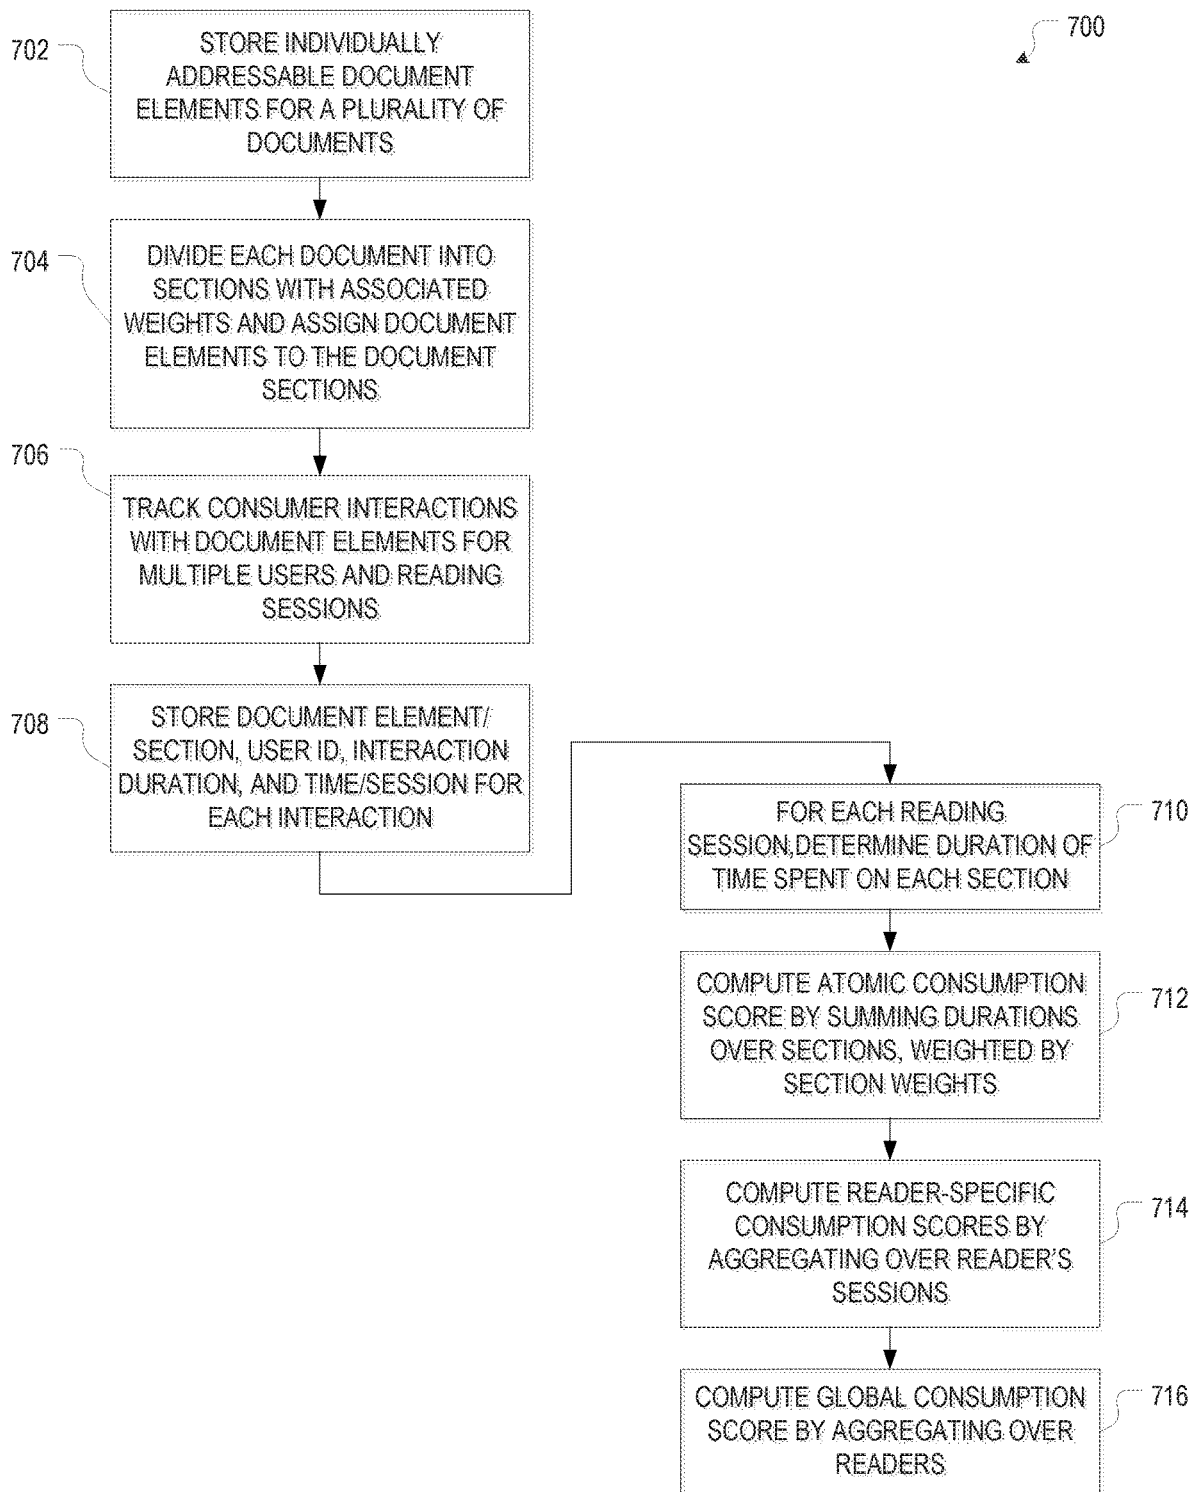 700
702
STORE INDIVIDUALLY
ADDRESSABLE DOCUMENT
ELEMENTS FOR A PLURALITY OF
DOCUMENTS
704
DIVIDE EACH DOCUMENT INTO
SECTIONS WITH ASSOCIATED
WEIGHTS AND ASSIGN DOCUMENT
ELEMENTS TO THE DOCUMENT
SECTIONS
706
TRACK CONSUMER INTERACTIONS
WITH DOCUMENT ELEMENTS FOR
MULTIPLE USERS AND READING
SESSIONS
708
STORE DOCUMENT ELEMENT/
SECTION, USER ID, INTERACTION
DURATION, AND TIME/SESSION FOR
EACH INTERACTION
710
FOR EACH READING
SESSION,DETERMINE DURATION OF
TIME SPENT ON EACH SECTION
712
COMPUTE ATOMIC CONSUMPTION
SCORE BY SUMMING DURATIONS
OVER SECTIONS, WEIGHTED BY
SECTION WEIGHTS
714
COMPUTE READER-SPECIFIC
CONSUMPTION SCORES BY
AGGREGATING OVER READER'S
SESSIONS
716
COMPUTE GLOBAL CONSUMPTION
SCORE BY AGGREGATING OVER
READERS